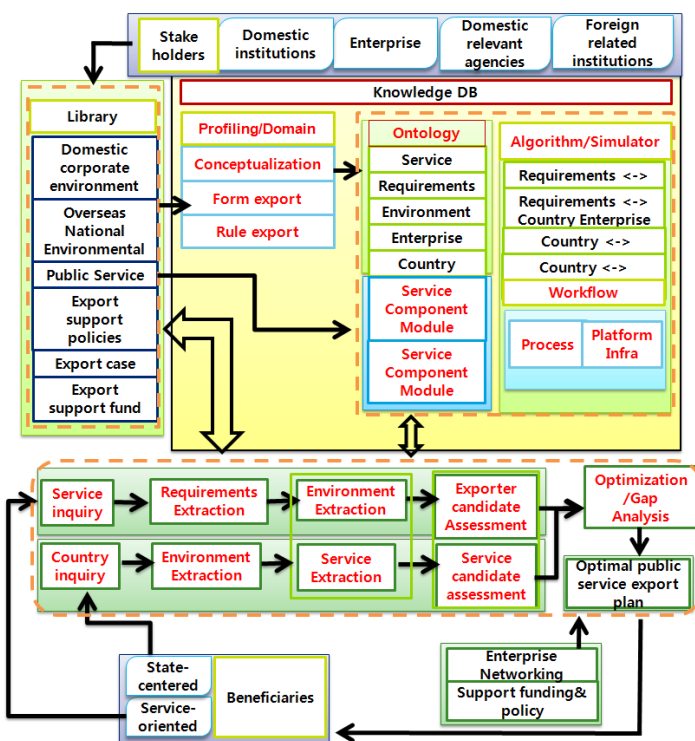 Stake
holders
Domestic
institutions
Enterprise
Domestic
relevant
agencies
Foreign
related
institutions
Knowledge DB
Library
Domestic
corporate
environment
Overseas
National
Environmental
Public Service
Export
support
policies
Export case
Export
support fund
Profiling/Domain
Conceptualization
Form export
Rule export
Ontology
Service
Requirements
Environment
Enterprise
Country
Service
Component
Module
Service
Component
Module
Algorithm/Simulator
Requirements <->
Requirements <->
Country Enterprise
Country <->
Country <->
Workflow
Process
Platform
Infra
Service
inquiry
Requirements
Extraction
Environment
Extraction
Exporter
candidate
Assessment
Optimization
/Gap
Analysis
Country
inquiry
Environment
Extraction
Service
Extraction
Service
candidate
assessment
Optimal public
service export
plan
State-
centered
Service-
oriented
Beneficiaries
Enterprise
Networking
Support funding&
policy